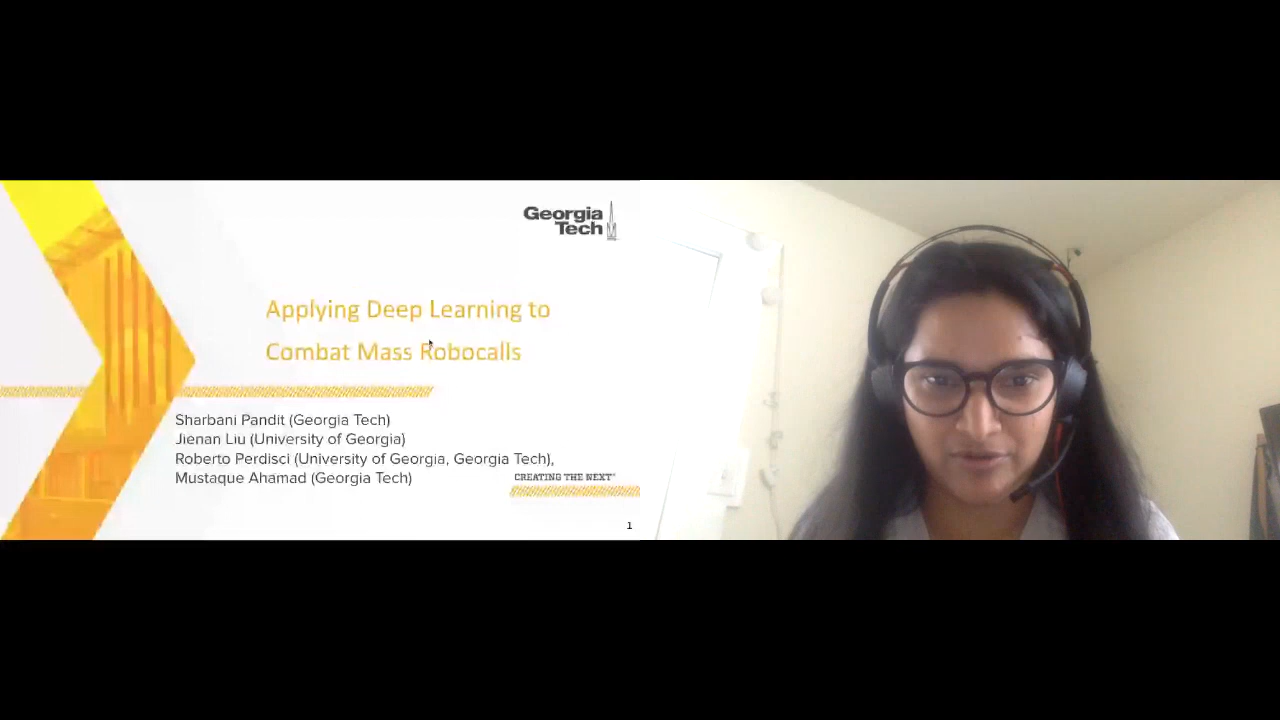 Georgia
Tech
Applying Deep Learning to
Combat Mass Robocalls
Sharbani Pandit (Georgia Tech)
Jienan Liu (University of Georgia)
Roberto Perdisci (University of Georgia, Georgia Tech),
Mustaque Ahamad (Georgia Tech)
CREATING THE NEXT®
1